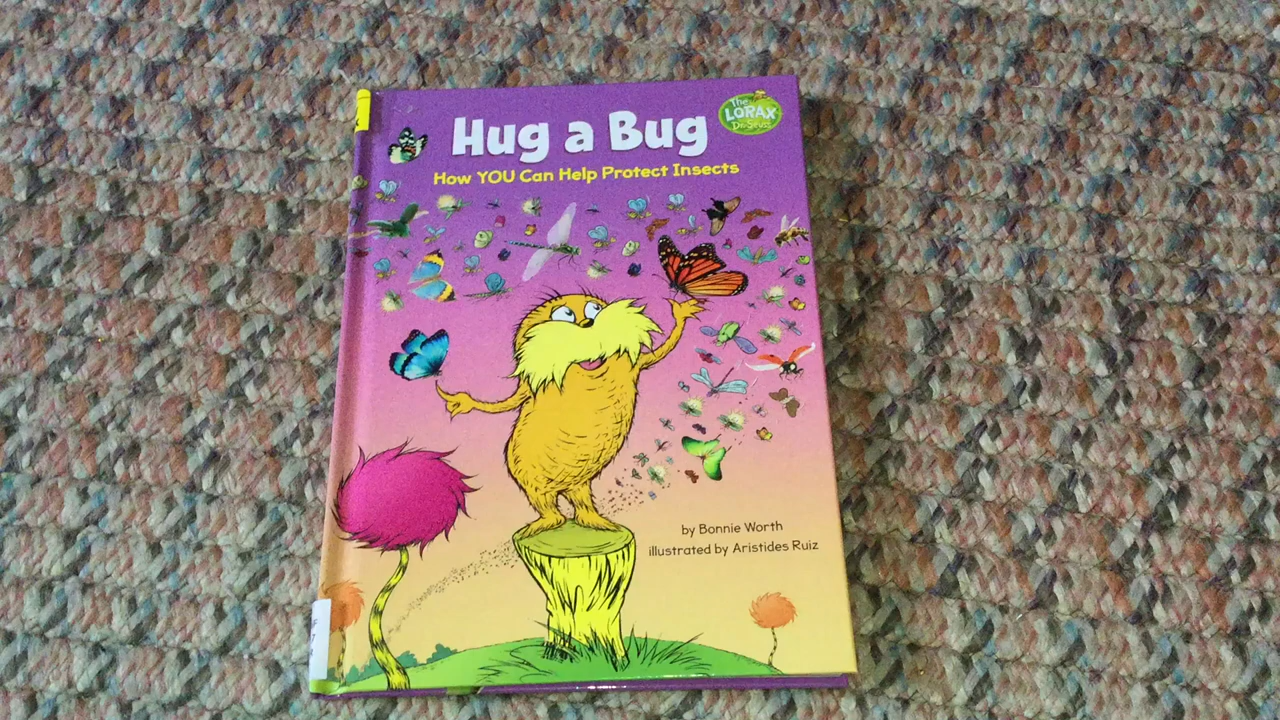 Hug a Bug
The
LORAX
Dr. Seuss
How YOU Can Help Protect Insects
by Bonnie Worth
illustrated by Aristides Ruiz